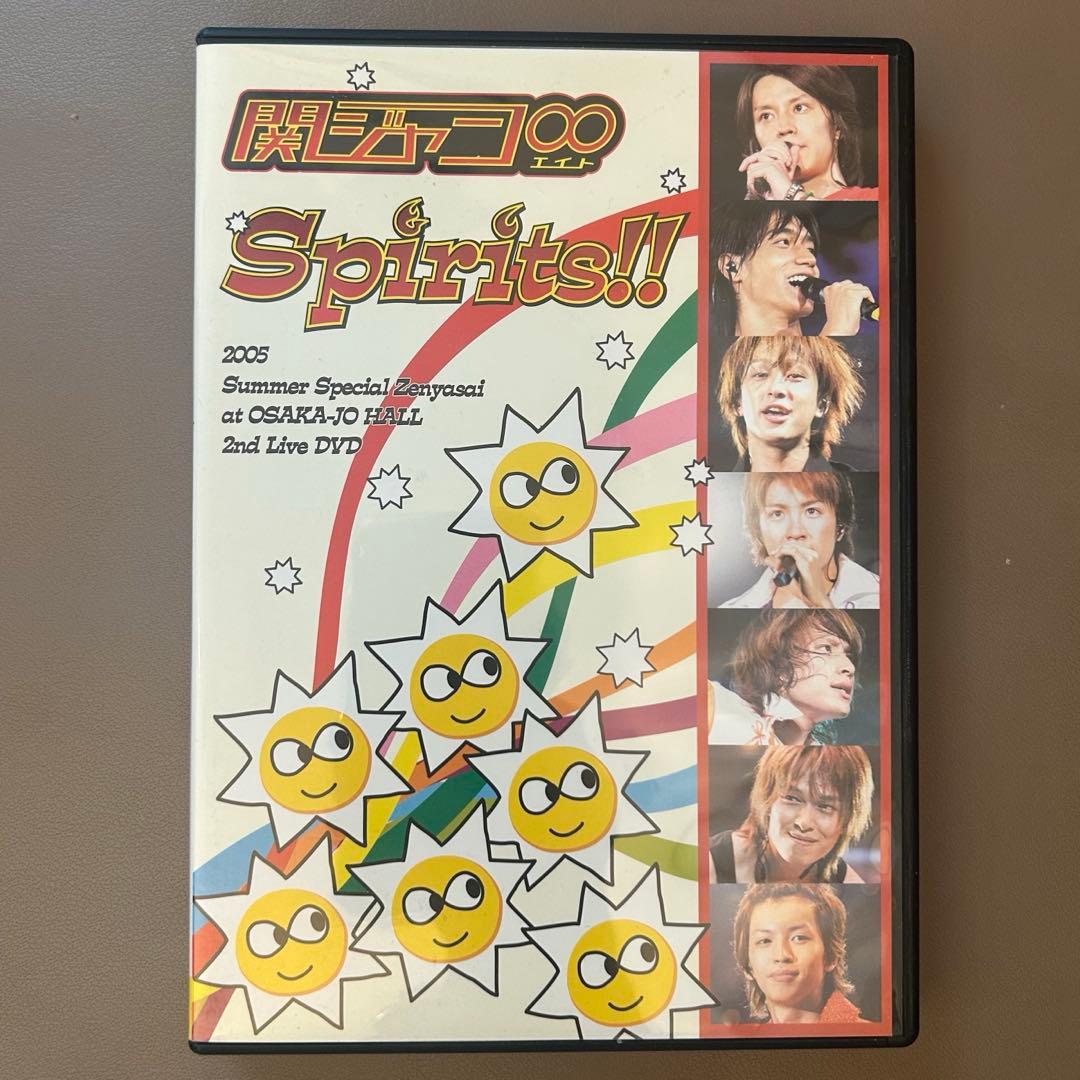 関ジャニ∞
エイト
Spirits!!
2005
Summer Special Zenyasai
at OSAKA-JO HALL
2nd Live DVD